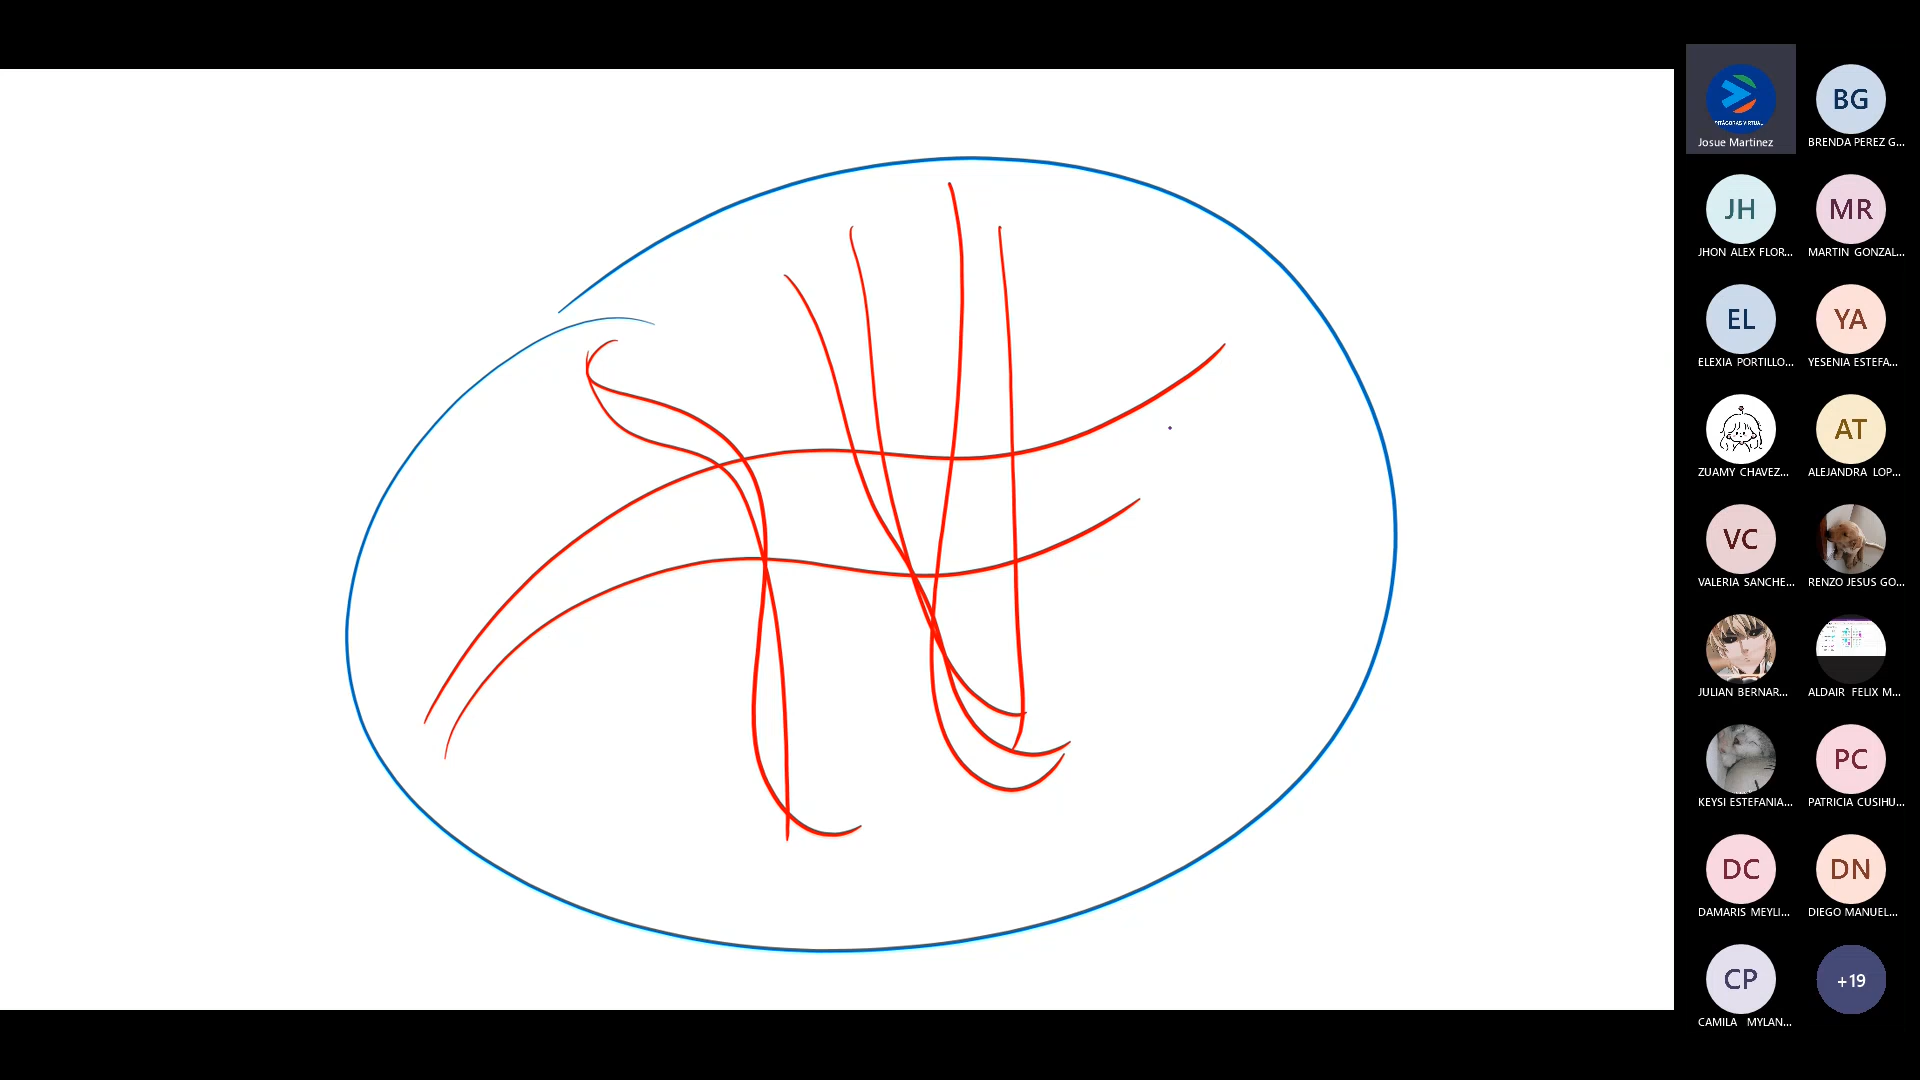 PITÁGORAS VIRTUAL
Josue Martinez
BG
BRENDA PEREZ G...
JH
JHON ALEX FLOR...
MR
MARTIN GONZAL...
EL
ELEXIA PORTILLO...
YA
YESENIA ESTEFA...
ZUAMY CHAVEZ...
AT
ALEJANDRA LOP...
VC
VALERIA SANCHE...
RENZO JESUS GO...
JULIAN BERNAR...
ALDAIR FELIX M...
KEYSI ESTEFANIA...
PC
PATRICIA CUSIHU...
DC
DAMARIS MEYLI...
DN
DIEGO MANUEL...
CP
CAMILA MYLAN...
+19